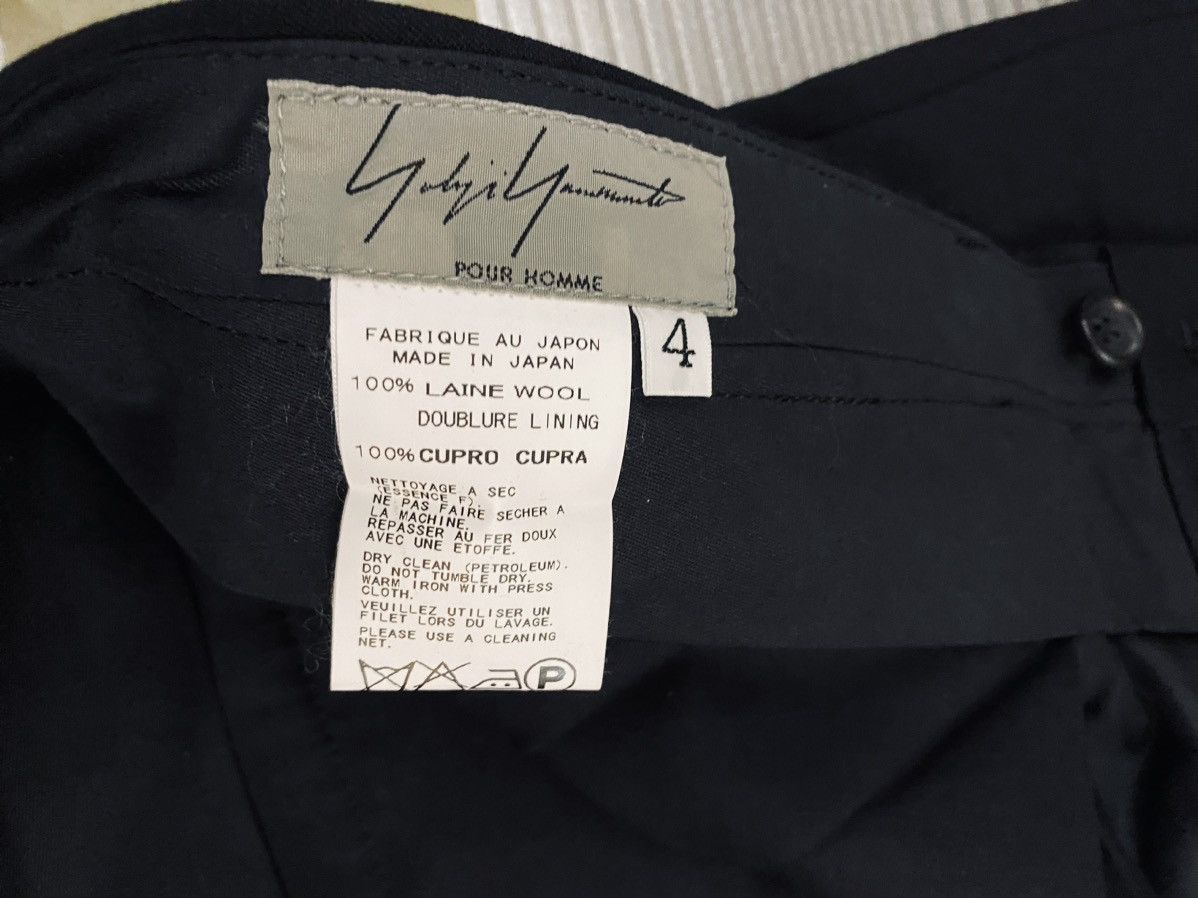 Yohji Yamamoto
POUR HOMME
4
FABRIQUE AU JAPON
MADE IN JAPAN
100% LAINE WOOL
DOUBLURE LINING
100% CUPRO CUPRA
NETTOYAGE A SEC
(ESSENCE F).
NE PAS FAIRE SECHER A
LA MACHINE.
REPASSER AU FER DOUX
AVEC UNE ETOFFE.
DRY CLEAN (PETROLEUM).
DO NOT TUMBLE DRY.
WARM IRON WITH PRESS
CLOTH.
VEUILLEZ UTILISER UN
FILET LORS DU LAVAGE.
PLEASE USE A CLEANING
NET.
P